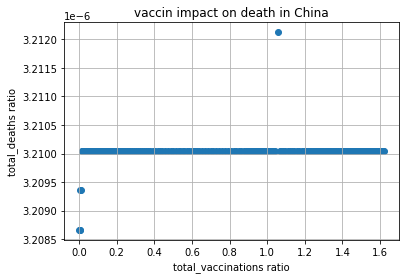 vaccin impact on death in China
1e−6
3.2120
3.2115
3.2110
3.2105
3.2100
3.2095
3.2090
3.2085
total_deaths ratio
0.0 0.2 0.4 0.6 0.8 1.0 1.2 1.4 1.6
total_vaccinations ratio